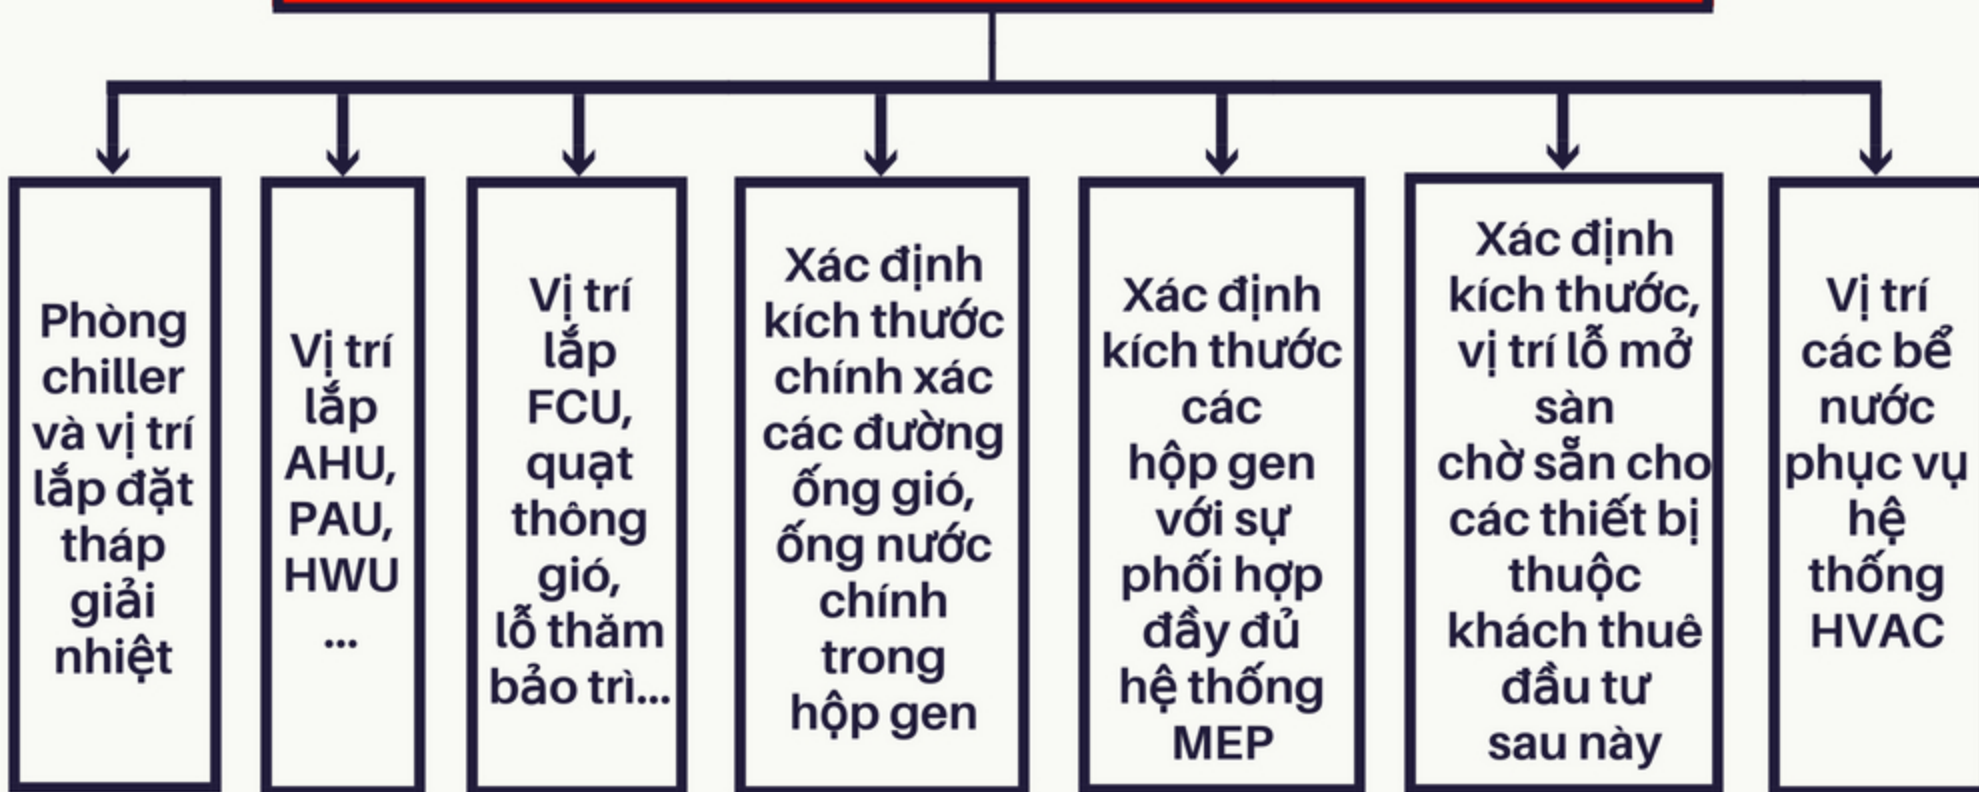 Phòng
chiller
và vị trí
lắp đặt
tháp
giải
nhiệt
Vị trí
lắp
AHU,
PAU,
HWU
...
Vị trí
lắp
FCU,
quạt
thông
gió,
lỗ thăm
bảo trì...
Xác định
kích thước
chính xác
các đường
ống gió,
ống nước
chính
trong
hộp gen
Xác định
kích thước
các
hộp gen
với sự
phối hợp
đầy đủ
hệ thống
MEP
Xác định
kích thước,
vị trí lỗ mở
sàn
chờ sẵn cho
các thiết bị
thuộc
khách thuê
đầu tư
sau này
Vị trí
các bể
nước
phục vụ
hệ
thống
HVAC